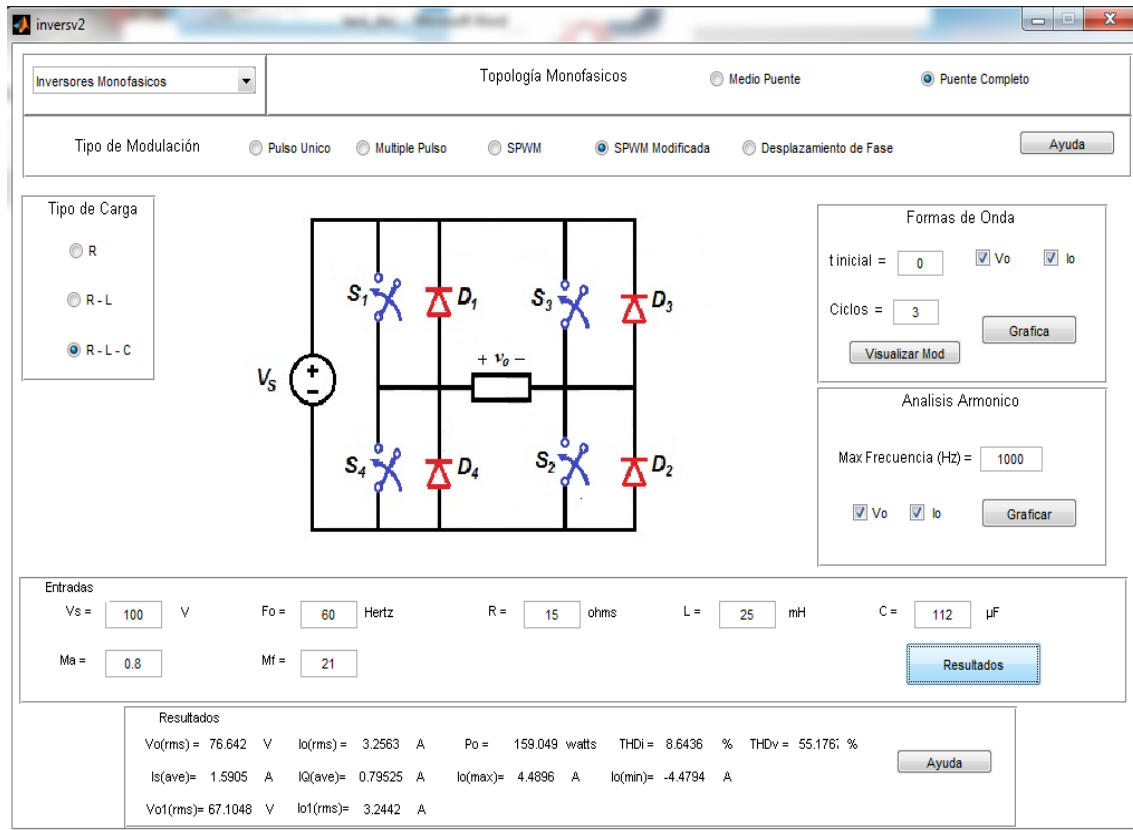 inversv2
Inversores Monofasicos
Topología Monofasicos
Medio Puente
Puente Completo
Tipo de Modulación
Pulso Unico
Multiple Pulso
SPWM
SPWM Modificada
Desplazamiento de Fase
Ayuda
Tipo de Carga
R
R - L
R - L - C
S1
D1
S3
D3
VS
+ vo −
S4
D4
S2
D2
Formas de Onda
t inicial = 0
Vo
Io
Ciclos = 3
Grafica
Visualizar Mod
Analisis Armonico
Max Frecuencia (Hz) = 1000
Vo
Io
Graficar
Entradas
Vs = 100 V
Fo = 60 Hertz
R = 15 ohms
L = 25 mH
C = 112 µF
Ma = 0.8
Mf = 21
Resultados
Resultados
Vo(rms) = 76.642 V Io(rms) = 3.2563 A Po = 159.049 watts THDi = 8.6436 % THDv = 55.176 %
Is(ave)= 1.5905 A IQ(ave)= 0.79525 A Io(max)= 4.4896 A Io(min)= -4.4794 A
Ayuda
Vo1(rms)= 67.1048 V Io1(rms)= 3.2442 A